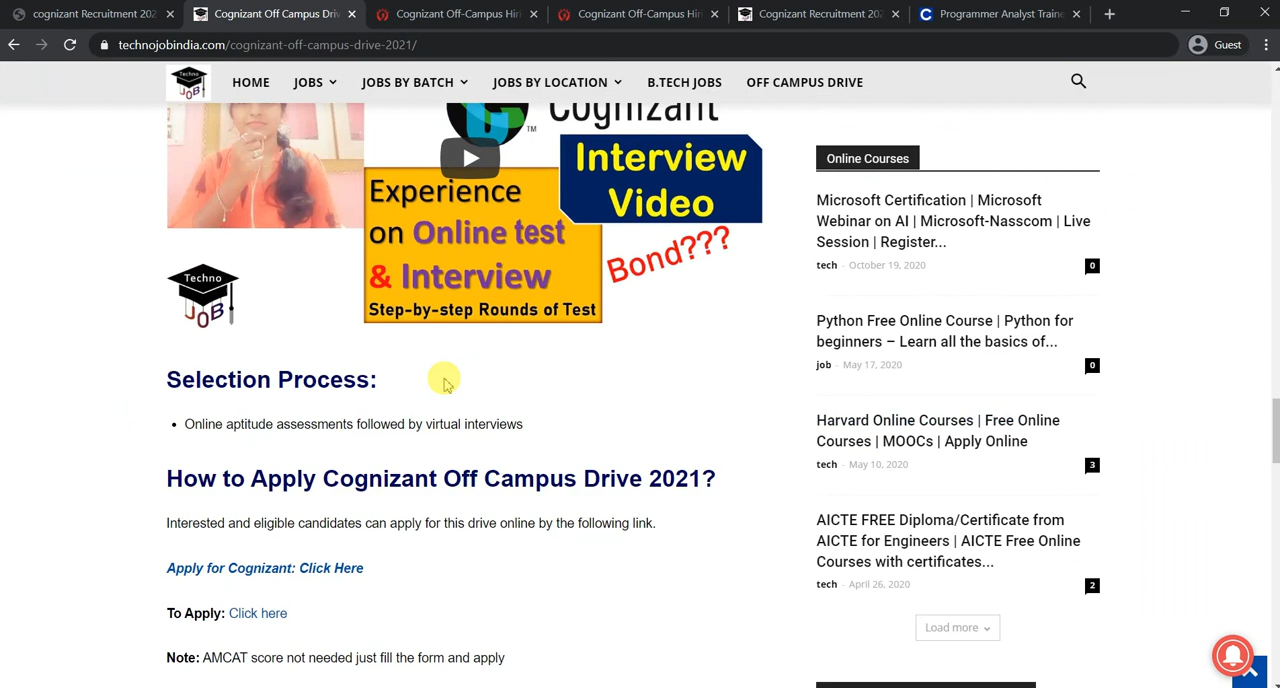 cognizant Recruitment 202
Cognizant Off Campus Driv
Cognizant Off-Campus Hiri
Cognizant Off-Campus Hiri
Cognizant Recruitment 202
Programmer Analyst Traine
technojobindia.com/cognizant-off-campus-drive-2021/
Guest
Techno
JOB
HOME
JOBS
JOBS BY BATCH
JOBS BY LOCATION
B.TECH JOBS
OFF CAMPUS DRIVE
Cognizant
TM
Interview
Video
Experience
on Online test
& Interview
Step-by-step Rounds of Test
Bond???
Techno
JOB
Selection Process:
• Online aptitude assessments followed by virtual interviews
How to Apply Cognizant Off Campus Drive 2021?
Interested and eligible candidates can apply for this drive online by the following link.
Apply for Cognizant: Click Here
To Apply: Click here
Note: AMCAT score not needed just fill the form and apply
Online Courses
Microsoft Certification | Microsoft
Webinar on AI | Microsoft-Nasscom | Live
Session | Register...
tech - October 19, 2020
0
Python Free Online Course | Python for
beginners – Learn all the basics of...
job - May 17, 2020
0
Harvard Online Courses | Free Online
Courses | MOOCs | Apply Online
tech - May 10, 2020
3
AICTE FREE Diploma/Certificate from
AICTE for Engineers | AICTE Free Online
Courses with certificates...
tech - April 26, 2020
2
Load more